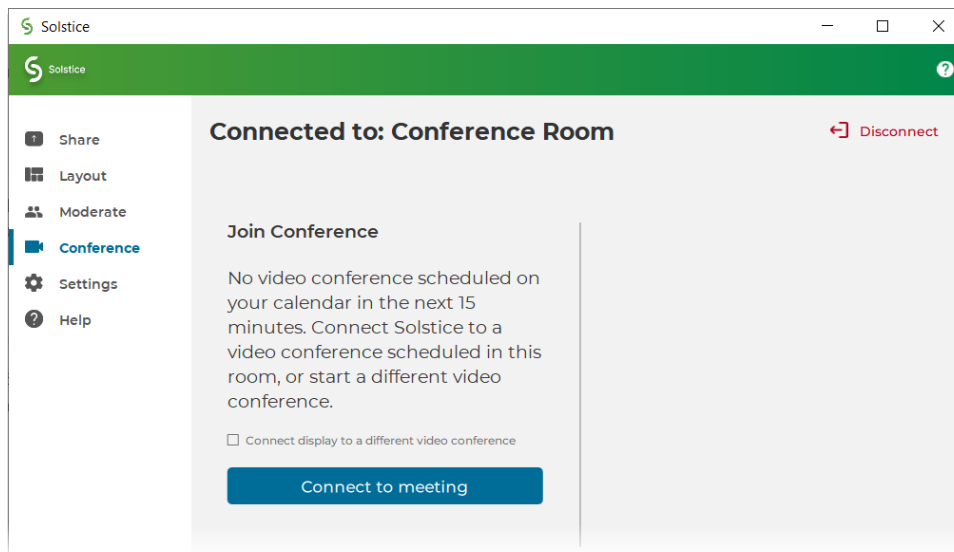 Solstice
Solstice
?
Share
Layout
Moderate
Conference
Settings
? Help
Connected to: Conference Room
Disconnect
Join Conference
No video conference scheduled on
your calendar in the next 15
minutes. Connect Solstice to a
video conference scheduled in this
room, or start a different video
conference.
Connect display to a different video conference
Connect to meeting